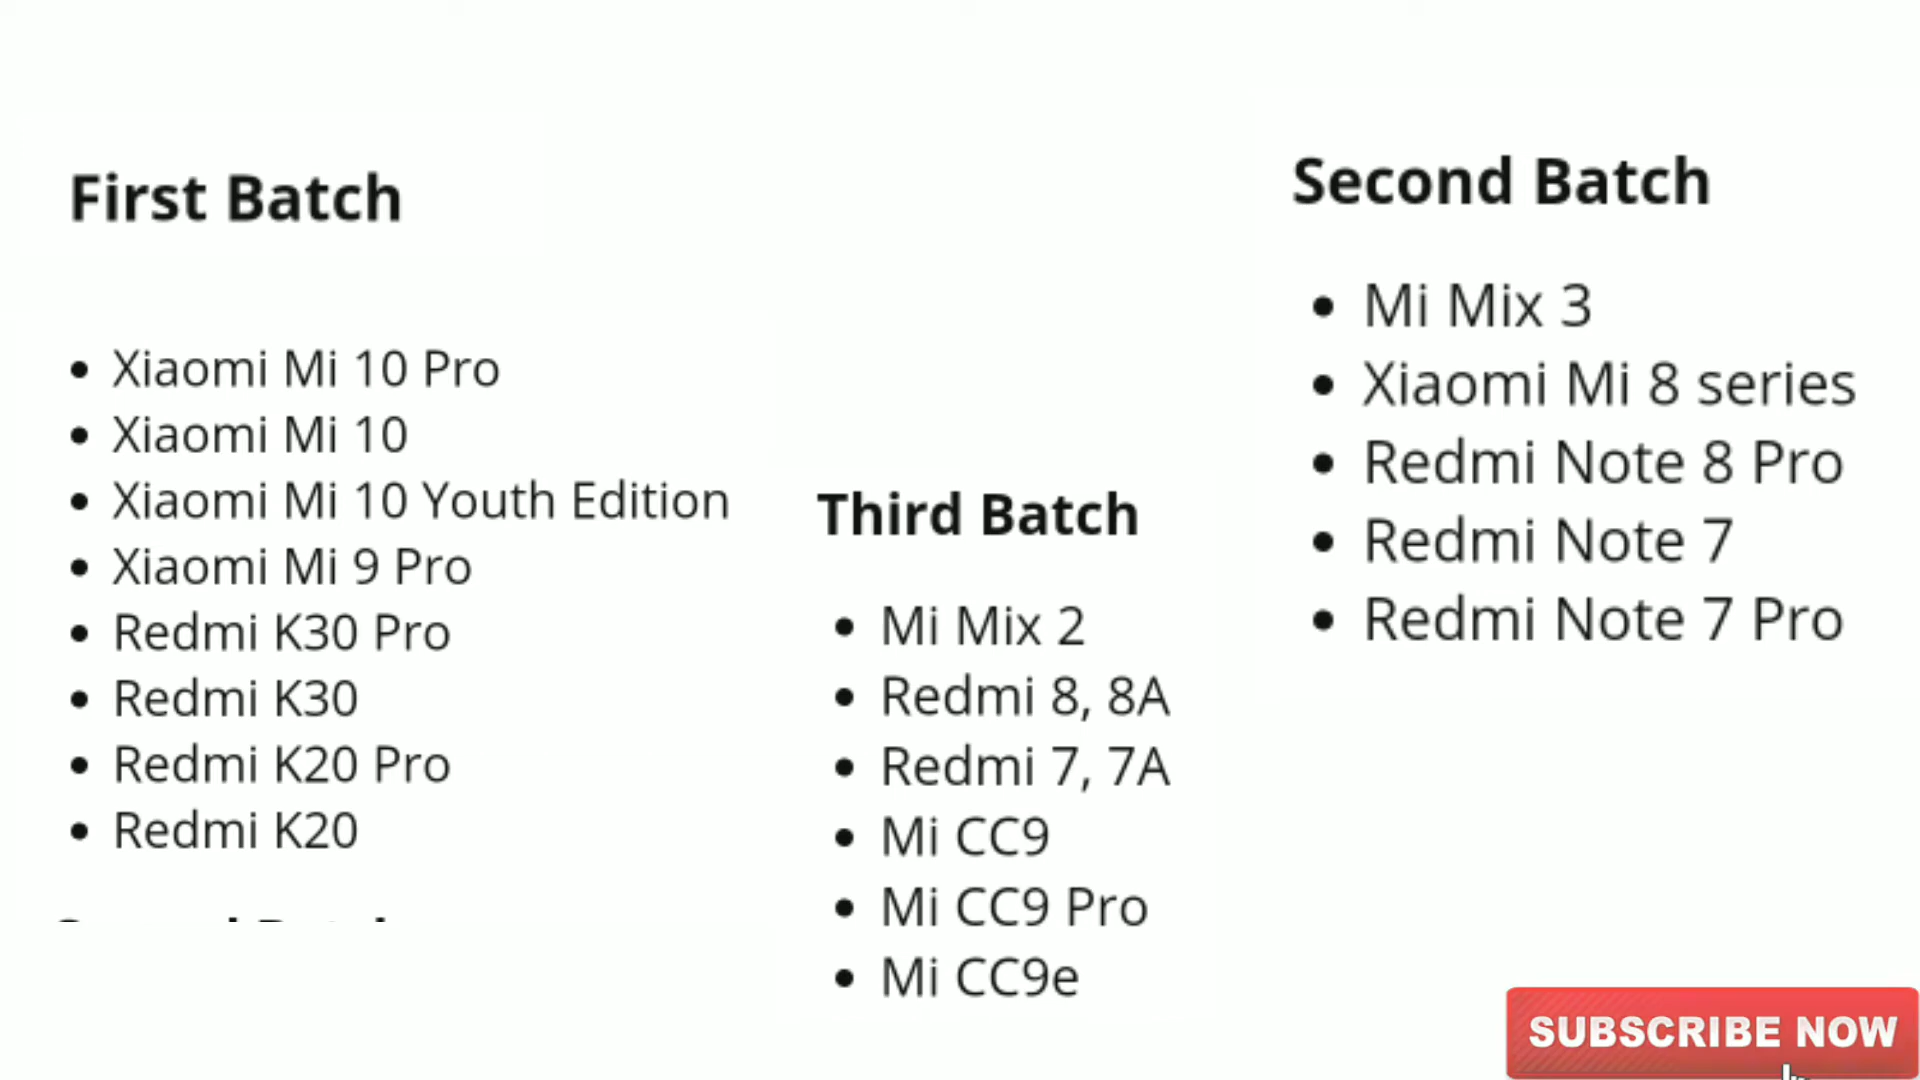 First Batch
Xiaomi Mi 10 Pro
Xiaomi Mi 10
Xiaomi Mi 10 Youth Edition
Xiaomi Mi 9 Pro
Redmi K30 Pro
Redmi K30
Redmi K20 Pro
Redmi K20
Third Batch
Mi Mix 2
Redmi 8, 8A
Redmi 7, 7A
Mi CC9
Mi CC9 Pro
Mi CC9e
Second Batch
Mi Mix 3
Xiaomi Mi 8 series
Redmi Note 8 Pro
Redmi Note 7
Redmi Note 7 Pro
SUBSCRIBE NOW